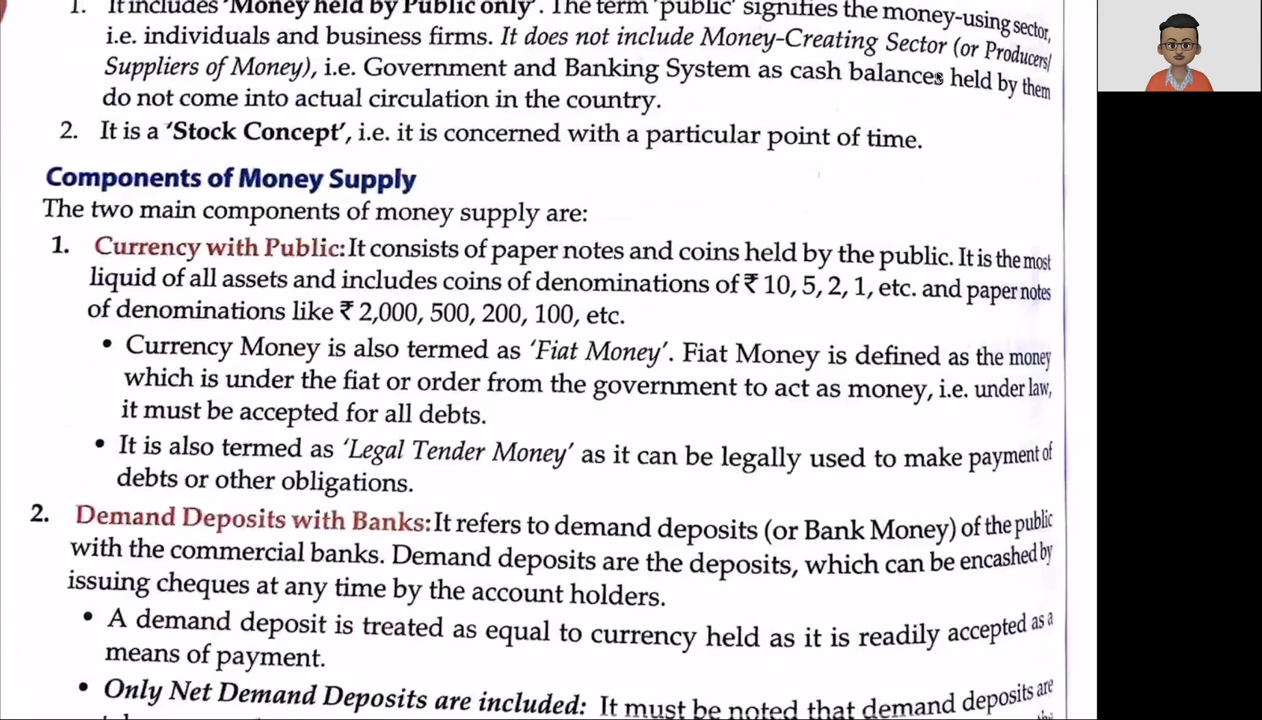 1. It includes 'Money held by Public only'. The term 'public' signifies the money-using sector,
i.e. individuals and business firms. It does not include Money-Creating Sector (or Producers/
Suppliers of Money), i.e. Government and Banking System as cash balances held by them
do not come into actual circulation in the country.
2. It is a 'Stock Concept', i.e. it is concerned with a particular point of time.
Components of Money Supply
The two main components of money supply are:
1. Currency with Public: It consists of paper notes and coins held by the public. It is the most
liquid of all assets and includes coins of denominations of ₹ 10, 5, 2, 1, etc. and paper notes
of denominations like ₹ 2,000, 500, 200, 100, etc.
• Currency Money is also termed as 'Fiat Money'. Fiat Money is defined as the money
which is under the fiat or order from the government to act as money, i.e. under law,
it must be accepted for all debts.
• It is also termed as 'Legal Tender Money' as it can be legally used to make payment of
debts or other obligations.
2. Demand Deposits with Banks: It refers to demand deposits (or Bank Money) of the public
with the commercial banks. Demand deposits are the deposits, which can be encashed by
issuing cheques at any time by the account holders.
• A demand deposit is treated as equal to currency held as it is readily accepted as a
means of payment.
• Only Net Demand Deposits are included: It must be noted that demand deposits are